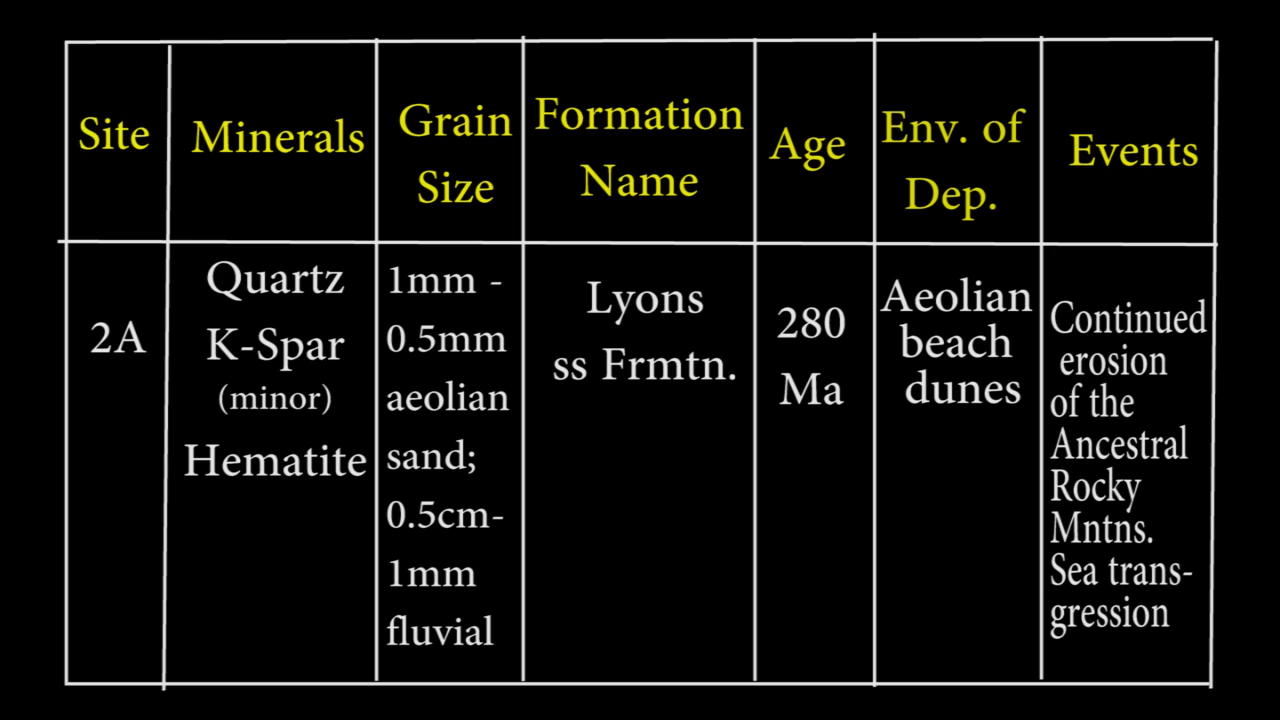 Site
Minerals
Grain
Size
Formation
Name
Age
Env. of
Dep.
Events
2A
Quartz
K-Spar
(minor)
Hematite
1mm -
0.5mm
aeolian
sand;
0.5cm-
1mm
fluvial
Lyons
ss Frmtn.
280
Ma
Aeolian
beach
dunes
Continued
erosion
of the
Ancestral
Rocky
Mntns.
Sea trans-
gression